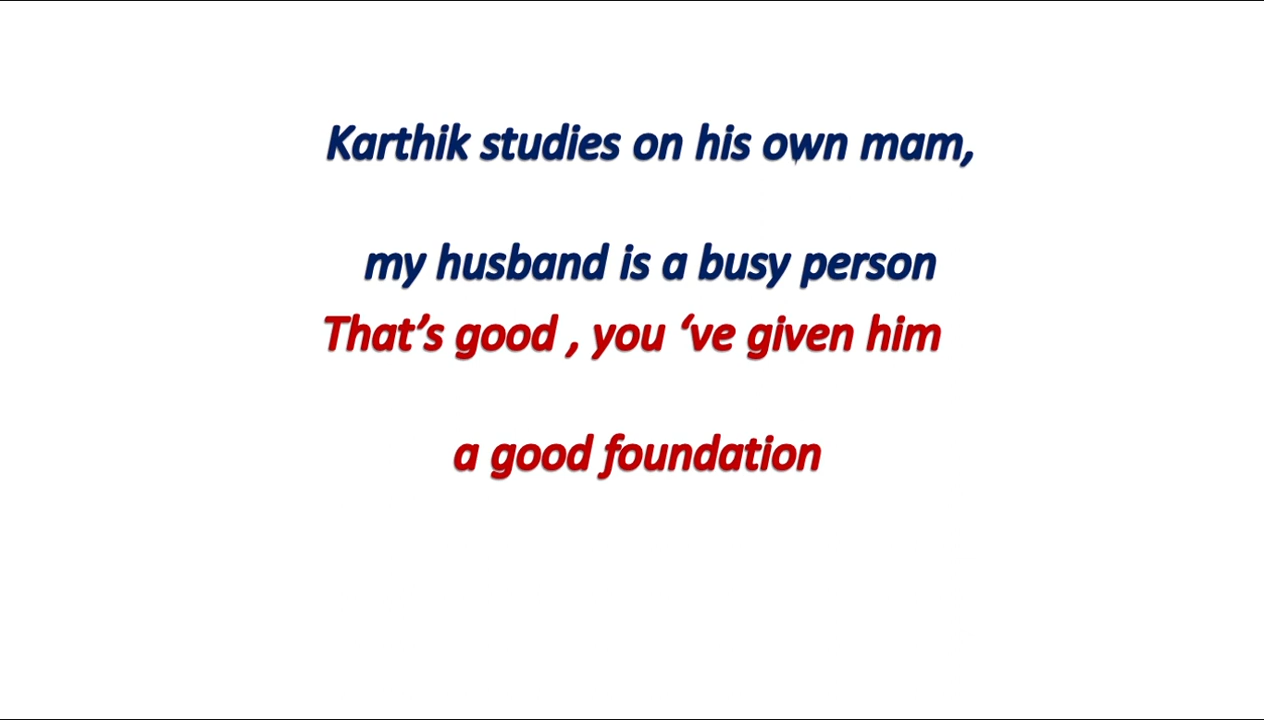 Karthik studies on his own mam,
my husband is a busy person
That’s good , you ‘ve given him
a good foundation